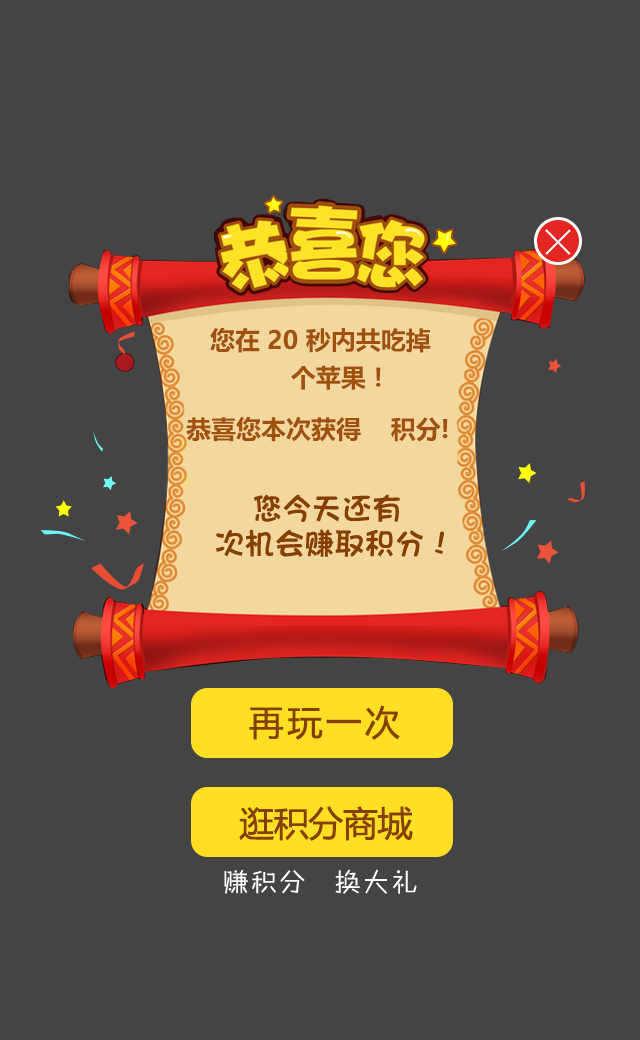 恭喜您
您在 20 秒内共吃掉
个苹果！
恭喜您本次获得 积分!
您今天还有
次机会赚取积分！
再玩一次
逛积分商城
赚积分 换大礼